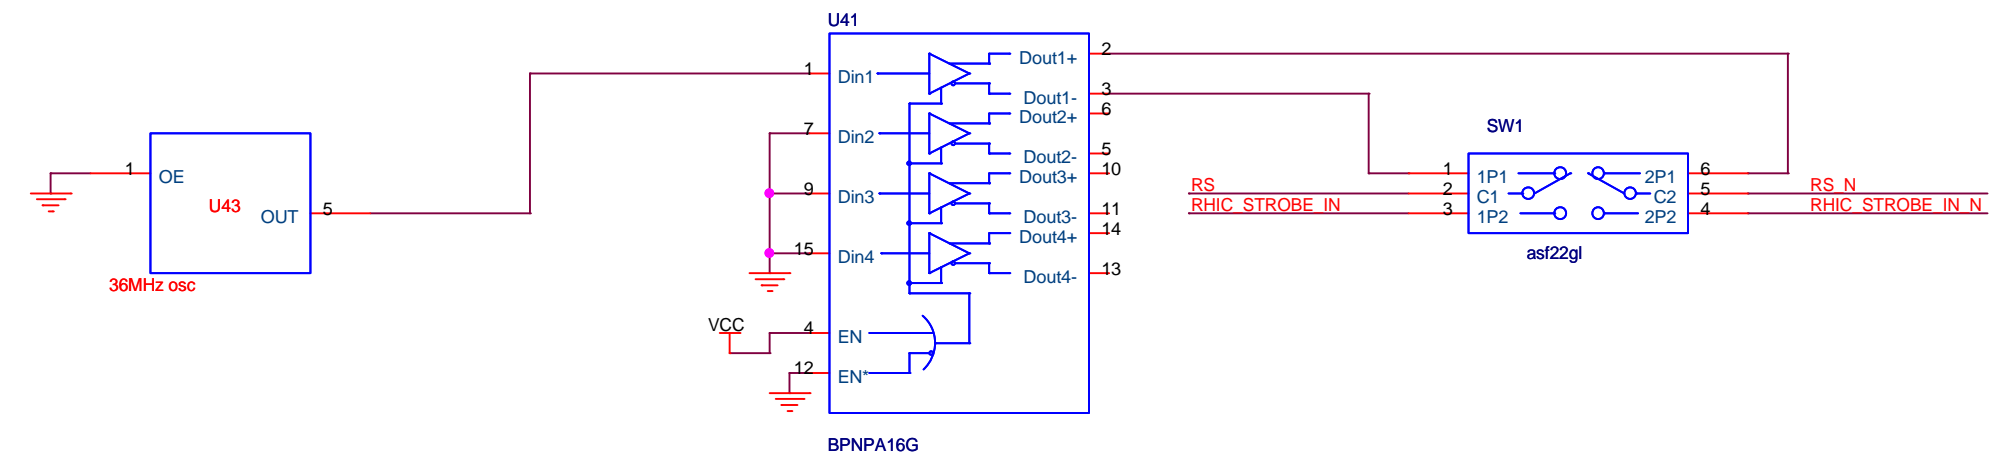 U41
Dout1+ 2
1 Din1
Dout1- 3
Dout2+ 6
SW1
7 Din2
Dout2- 5
1 OE
Dout3+ 10
1 1P1 2P1 6
U43
RS 2 C1 C2 5 RS_N
9 Din3
RHIC_STROBE_IN 3 1P2 2P2 4 RHIC_STROBE_IN_N
OUT 5
Dout3- 11
Dout4+ 14
15 Din4
asf22gl
Dout4- 13
36MHz osc
VCC
4 EN
12 EN*
BPNPA16G